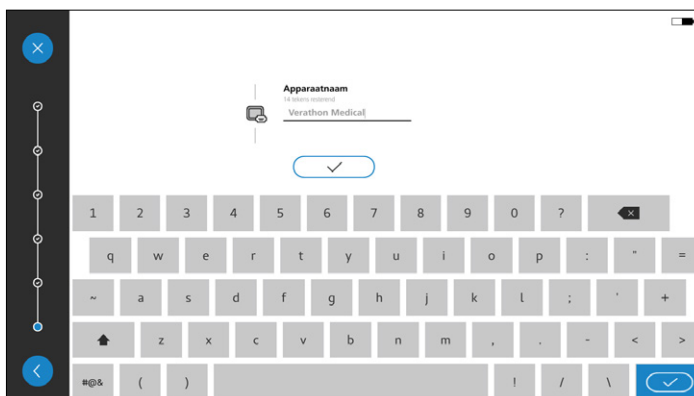 Apparaatnaam
14 tekens resterend
Verathon Medical
1 2 3 4 5 6 7 8 9 0 ?
q w e r t y u i o p : " =
~ a s d f g h j k l ; ' +
z x c v b n m , . - < >
#@& ( ) ! / \